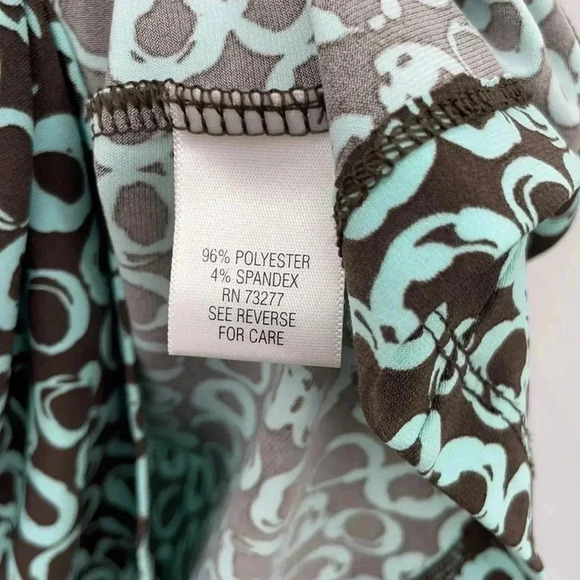 96% POLYESTER
4% SPANDEX
RN 73277
SEE REVERSE
FOR CARE